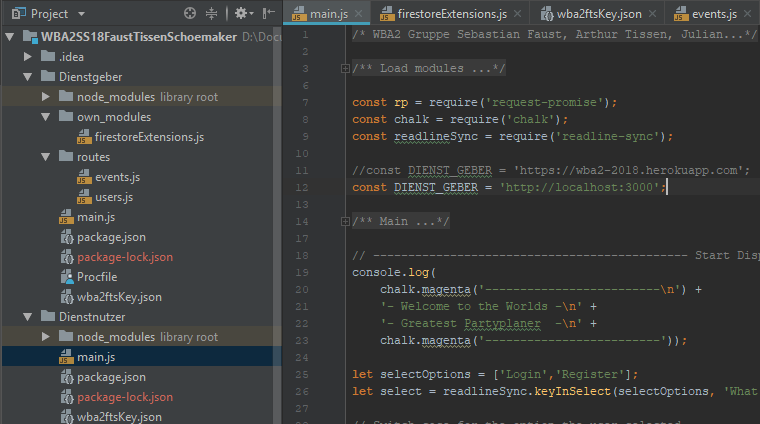 Project
WBA2SS18FaustTissenSchoemaker D:\Docu
.idea
Dienstgeber
node_modules library root
own_modules
firestoreExtensions.js
routes
events.js
users.js
main.js
package.json
package-lock.json
Procfile
wba2ftsKey.json
Dienstnutzer
node_modules library root
main.js
package.json
package-lock.json
wba2ftsKey.json
main.js firestoreExtensions.js wba2ftsKey.json events.js
1 /* WBA2 Gruppe Sebastian Faust, Arthur Tissen, Julian...*/
2
3 /** Load modules ...*/
6
7 const rp = require('request-promise');
8 const chalk = require('chalk');
9 const readlineSync = require('readline-sync');
10
11 //const DIENST_GEBER = 'https://wba2-2018.herokuapp.com';
12 const DIENST_GEBER = 'http://localhost:3000';
13
14 /** Main ...*/
17
18 // ------------------------------------------- Start Disp
19 console.log(
20 chalk.magenta('-------------------------\n') +
21 '- Welcome to the Worlds -\n' +
22 '- Greatest Partyplaner  -\n' +
23 chalk.magenta('-------------------------'));
24
25 let selectOptions = ['Login','Register'];
26 let select = readlineSync.keyInSelect(selectOptions, 'What
27